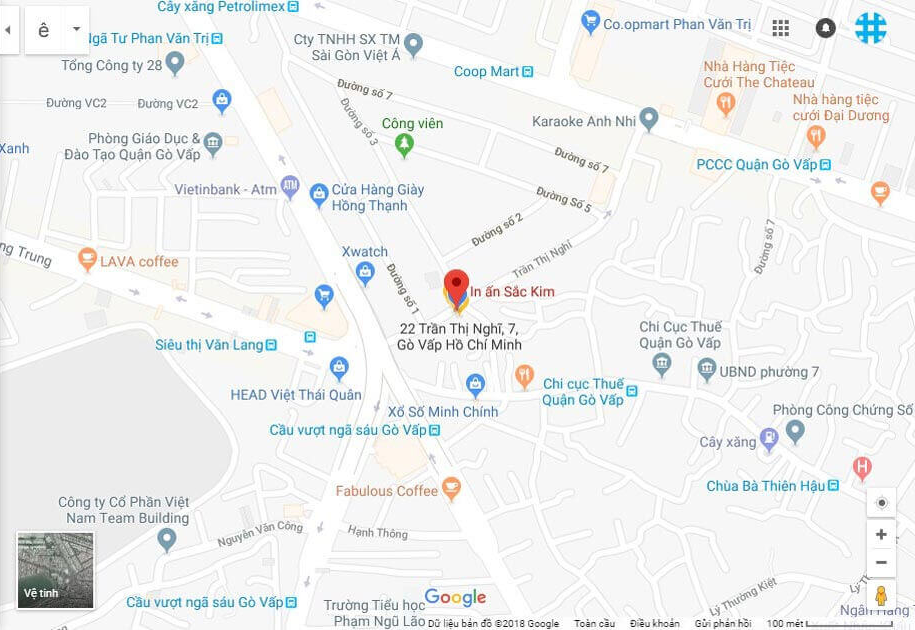 Cây xăng Petrolimex
ê
Ngã Tư Phan Văn Trị
Co.opmart Phan Văn Trị
Cty TNHH SX TM
Sài Gòn Việt Á
Tổng Công ty 28
Coop Mart
Nhà Hàng Tiệc
Cưới The Chateau
Đường số 7
Đường VC2
Đường VC2
Nhà hàng tiệc
cưới Đại Dương
Đường số 3
Công viên
Karaoke Anh Nhi
Phòng Giáo Dục &
Đào Tạo Quận Gò Vấp
Xanh
Đường số 7
PCCC Quận Gò Vấp
Vietinbank - Atm
ATM
Cửa Hàng Giày
Hồng Thạnh
Đường Số 5
Đường số 2
Đường số 7
ng Trung
LAVA coffee
Xwatch
Trần Thị Nghỉ
Đường số 1
In ấn Sắc Kim
22 Trần Thị Nghĩ, 7,
Gò Vấp Hồ Chí Minh
Chi Cục Thuế
Quận Gò Vấp
Siêu thị Văn Lang
UBND phường 7
HEAD Việt Thái Quân
Chi cục Thuế
Quận Gò Vấp
Xổ Số Minh Chính
Phòng Công Chứng Số
Cầu vượt ngã sáu Gò Vấp
Cây xăng
H
Chùa Bà Thiên Hậu
Fabulous Coffee
Công ty Cổ Phần Việt
Nam Team Building
Nguyễn Văn Công
Hạnh Thông
+
−
Vệ tinh
Lý Thường Kiệt
Cầu vượt ngã sáu Gò Vấp
Google
Trường Tiểu học
Phạm Ngũ Lão
Ngân Hàng
Dữ liệu bản đồ ©2018 Google
Toàn cầu
Điều khoản
Gửi phản hồi
100 mét